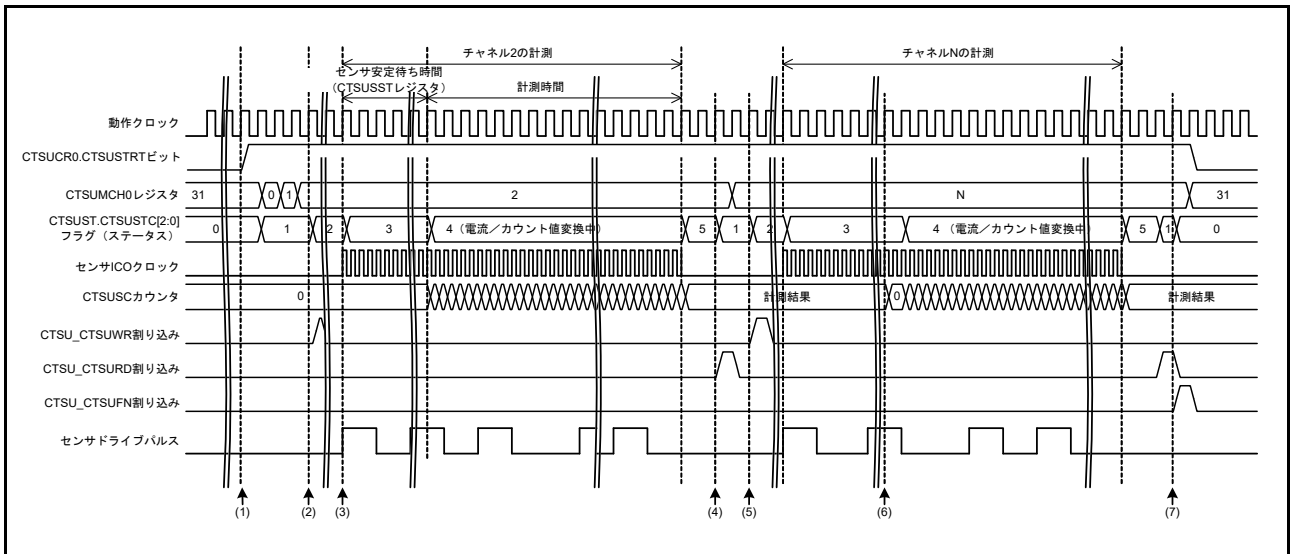 チャネル2の計測
チャネルNの計測
センサ安定待ち時間
(CTSUSSTレジスタ)
計測時間
動作クロック
CTSUCR0.CTSUSTRTビット
CTSUMCH0レジスタ
31
0
1
2
N
31
CTSUST.CTSUSTC[2:0]
フラグ（ステータス）
0
1
2
3
4（電流／カウント値変換中）
5
1
2
3
4（電流／カウント値変換中）
5
1
0
センサICOクロック
CTSUSCカウンタ
0
計測結果
0
計測結果
CTSU_CTSUWR割り込み
CTSU_CTSURD割り込み
CTSU_CTSUFN割り込み
センサドライブパルス
(1)
(2)
(3)
(4)
(5)
(6)
(7)